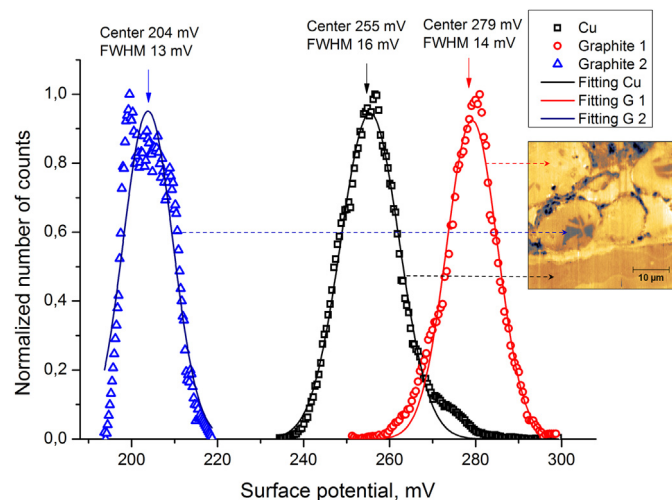 Center 204 mV
FWHM 13 mV
Center 255 mV
FWHM 16 mV
Center 279 mV
FWHM 14 mV
Cu
Graphite 1
Graphite 2
Fitting Cu
Fitting G 1
Fitting G 2
1,0
0,8
0,6
0,4
0,2
0,0
Normalized number of counts
10 µm
200
220
240
260
280
300
Surface potential, mV